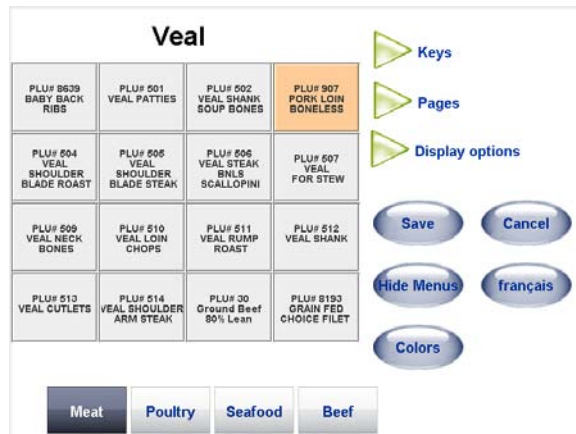 Veal
PLU# 8639
BABY BACK
RIBS
PLU# 501
VEAL PATTIES
PLU# 502
VEAL SHANK
SOUP BONES
PLU# 907
PORK LOIN
BONELESS
PLU# 504
VEAL
SHOULDER
BLADE ROAST
PLU# 505
VEAL
SHOULDER
BLADE STEAK
PLU# 506
VEAL STEAK
BNLS
SCALLOPINI
PLU# 507
VEAL
FOR STEW
PLU# 509
VEAL NECK
BONES
PLU# 510
VEAL LOIN
CHOPS
PLU# 511
VEAL RUMP
ROAST
PLU# 512
VEAL SHANK
PLU# 513
VEAL CUTLETS
PLU# 514
VEAL SHOULDER
ARM STEAK
PLU# 30
Ground Beef
80% Lean
PLU# 8193
GRAIN FED
CHOICE FILET
Keys
Pages
Display options
Save
Cancel
Hide Menus
français
Colors
Meat
Poultry
Seafood
Beef